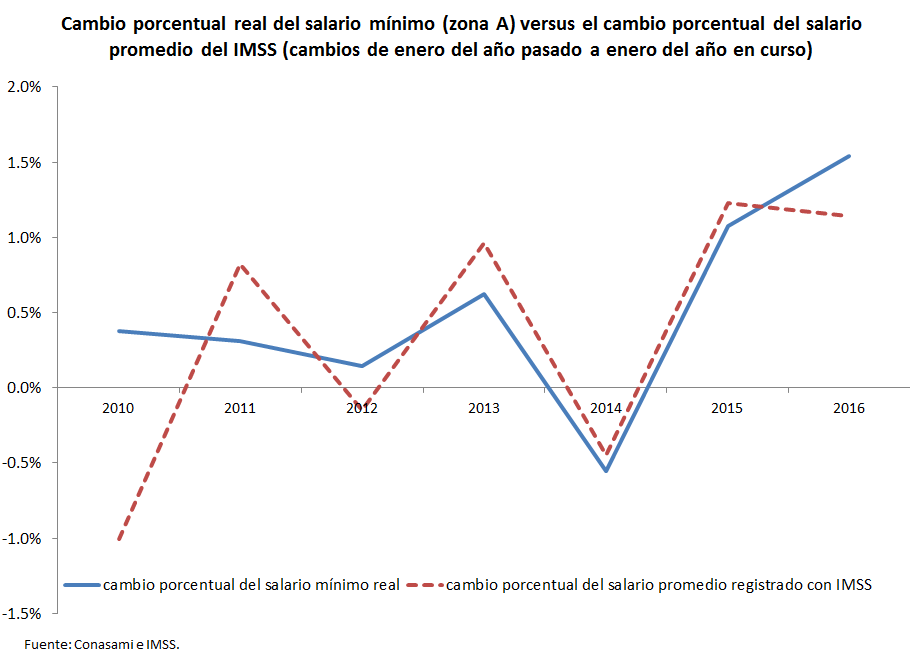 Cambio porcentual real del salario mínimo (zona A) versus el cambio porcentual del salario
promedio del IMSS (cambios de enero del año pasado a enero del año en curso)
2.0%
1.5%
1.0%
0.5%
0.0%
2010 2011 2012 2013 2014 2015 2016
-0.5%
-1.0%
cambio porcentual del salario mínimo real cambio porcentual del salario promedio registrado con IMSS
-1.5%
Fuente: Conasami e IMSS.